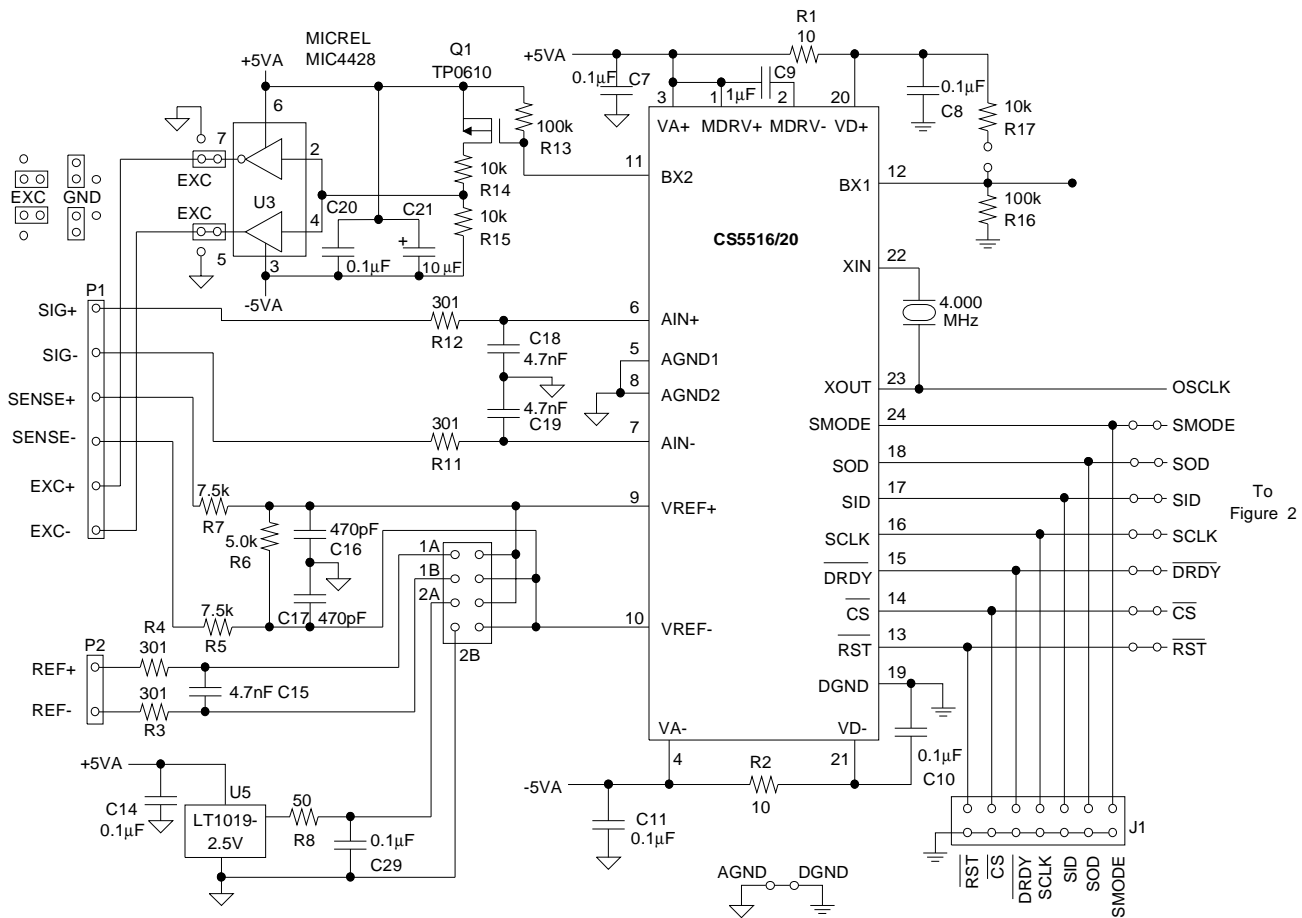 MICREL
MIC4428
+5VA
Q1
TP0610
+5VA
R1
10
0.1µF
C7
C9
1µF
3
1
2
20
0.1µF
C8
10k
R17
VA+
MDRV+
MDRV-
VD+
6
7
2
100k
R13
11
BX2
EXC
10k
R14
12
BX1
100k
R16
EXC
GND
U3
EXC
4
C20
C21
10k
R15
CS5516/20
5
3
0.1µF
+
10 µF
-5VA
XIN
22
4.000
MHz
P1
SIG+
301
R12
6
AIN+
C18
4.7nF
5
AGND1
SIG-
8
AGND2
XOUT
23
OSCLK
SENSE+
4.7nF
C19
SENSE-
301
R11
7
AIN-
SMODE
24
SMODE
SOD
18
SOD
EXC+
7.5k
R7
9
VREF+
SID
17
SID
To
Figure 2
EXC-
5.0k
R6
470pF
C16
SCLK
16
SCLK
1A
1B
2A
DRDY
15
DRDY
C17
470pF
7.5k
R5
10
VREF-
CS
14
CS
2B
RST
13
RST
P2
R4
301
REF+
4.7nF C15
DGND
19
REF-
301
R3
VA-
VD-
4
21
0.1µF
C10
R2
10
-5VA
+5VA
C14
0.1µF
U5
LT1019-
2.5V
50
R8
0.1µF
C29
C11
0.1µF
J1
AGND
DGND
RST
CS
DRDY
SCLK
SID
SOD
SMODE